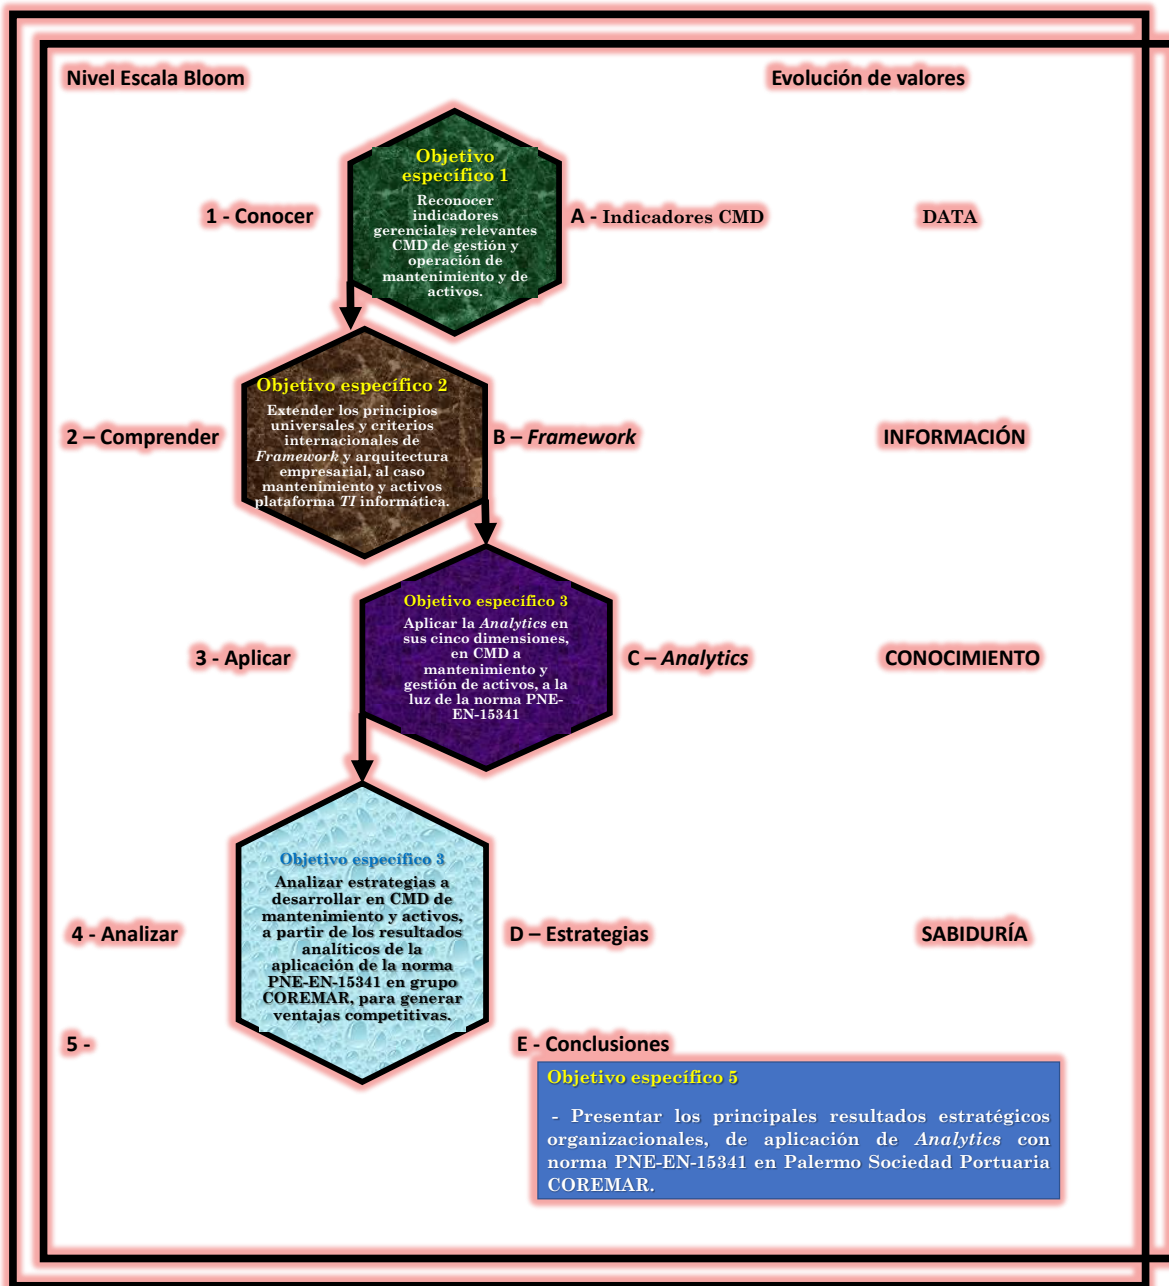 Nivel Escala Bloom
Evolución de valores
Objetivo
específico 1
Reconocer
indicadores
gerenciales relevantes
CMD de gestión y
operación de
mantenimiento y de
activos.
1 - Conocer
A - Indicadores CMD
DATA
Objetivo específico 2
Extender los principios
universales y criterios
internacionales de
Framework y arquitectura
empresarial, al caso
mantenimiento y activos
plataforma TI informática.
2 – Comprender
B – Framework
INFORMACIÓN
Objetivo específico 3
Aplicar la Analytics en
sus cinco dimensiones,
en CMD a
mantenimiento y
gestión de activos, a la
luz de la norma PNE-
EN-15341
3 - Aplicar
C – Analytics
CONOCIMIENTO
Objetivo específico 3
Analizar estrategias a
desarrollar en CMD de
mantenimiento y activos,
a partir de los resultados
analíticos de la
aplicación de la norma
PNE-EN-15341 en grupo
COREMAR, para generar
ventajas competitivas.
4 - Analizar
D – Estrategias
SABIDURÍA
5 -
E - Conclusiones
Objetivo específico 5
- Presentar los principales resultados estratégicos
organizacionales, de aplicación de Analytics con
norma PNE-EN-15341 en Palermo Sociedad Portuaria
COREMAR.